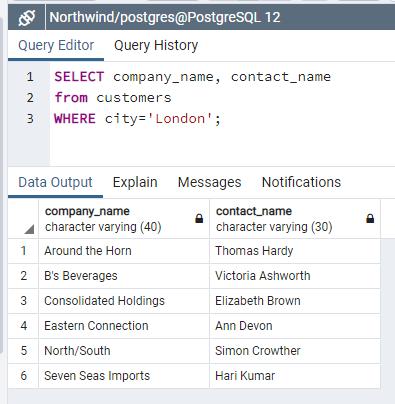 Northwind/postgres@PostgreSQL 12
Query Editor Query History
1 SELECT company_name, contact_name
2 from customers
3 WHERE city='London';
Data Output Explain Messages Notifications
company_name contact_name
character varying (40) character varying (30)
1 Around the Horn Thomas Hardy
2 B's Beverages Victoria Ashworth
3 Consolidated Holdings Elizabeth Brown
4 Eastern Connection Ann Devon
5 North/South Simon Crowther
6 Seven Seas Imports Hari Kumar